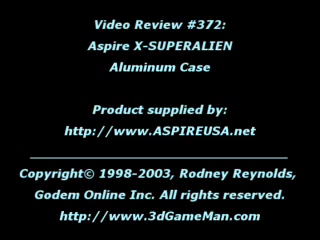 Video Review #372:
Aspire X-SUPERALIEN
Aluminum Case
Product supplied by:
http://www.ASPIREUSA.net
Copyright© 1998-2003, Rodney Reynolds,
Godem Online Inc. All rights reserved.
http://www.3dGameMan.com